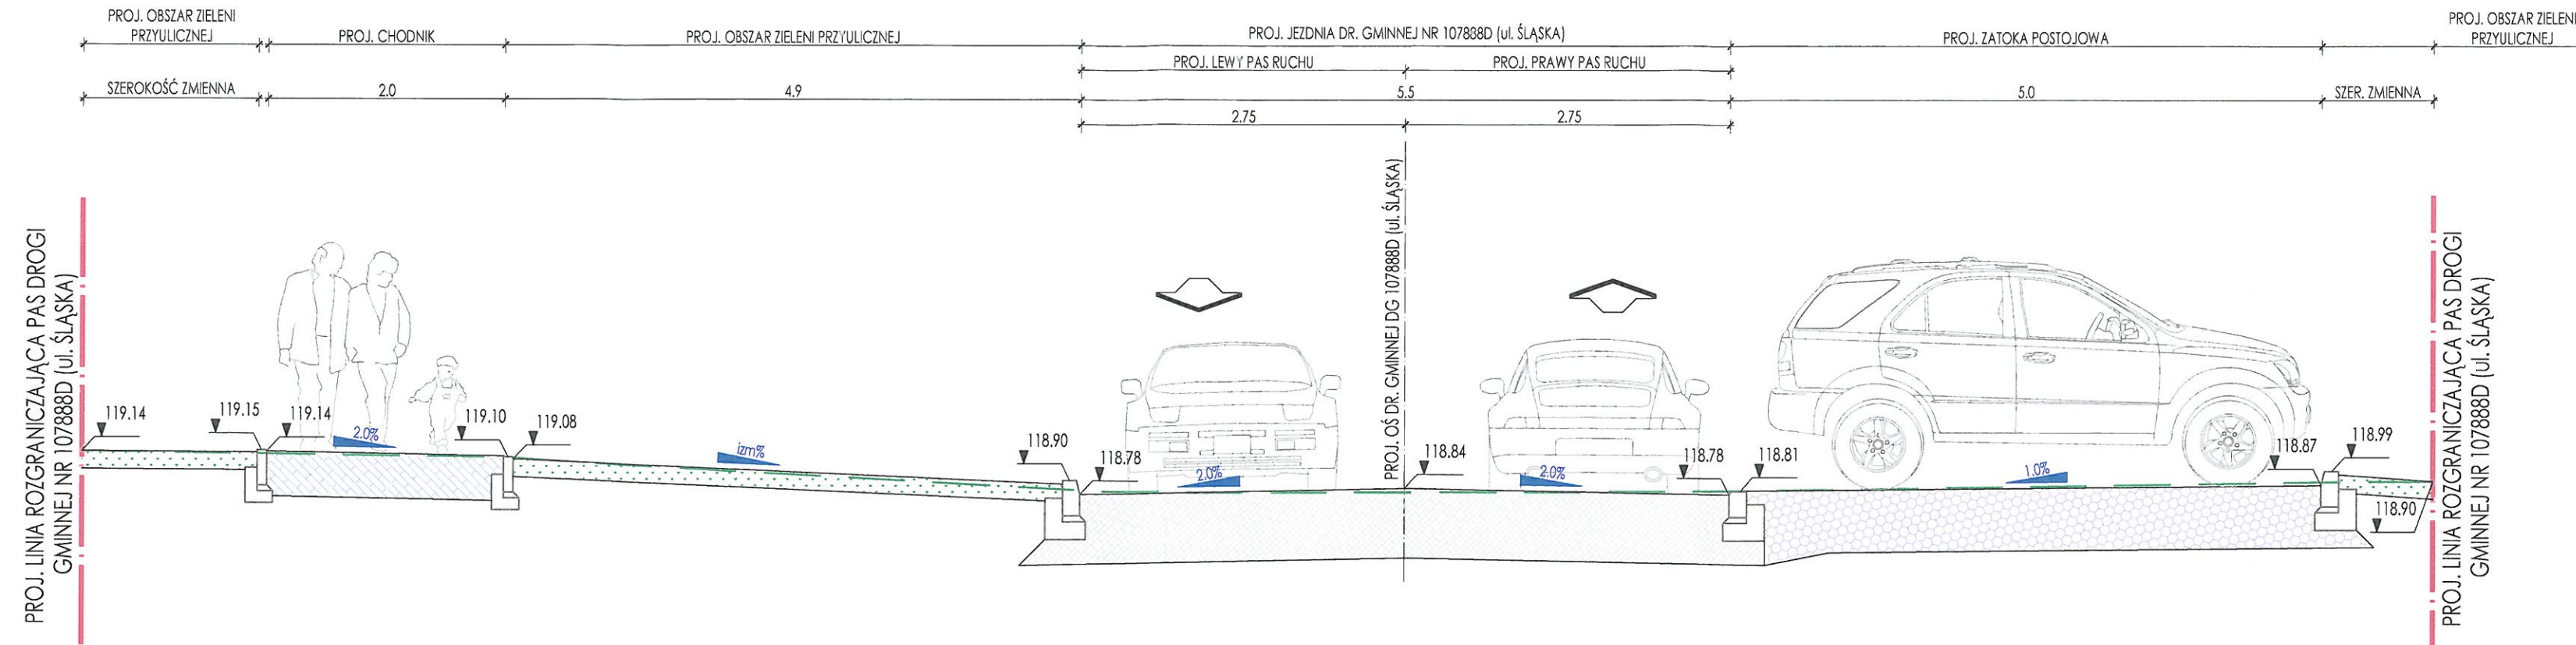 PROJ. OBSZAR ZIELENI
PRZYULICZNEJ
PROJ. CHODNIK
PROJ. OBSZAR ZIELENI PRZYULICZNEJ
PROJ. JEZDNIA DR. GMINNEJ NR 107888D (ul. ŚLĄSKA)
PROJ. ZATOKA POSTOJOWA
PROJ. OBSZAR ZIELENI
PRZYULICZNEJ
PROJ. LEWY PAS RUCHU
PROJ. PRAWY PAS RUCHU
SZEROKOŚĆ ZMIENNA
2.0
4.9
5.5
5.0
SZER. ZMIENNA
2.75
2.75
PROJ. LINIA ROZGRANICZAJĄCA PAS DROGI
GMINNEJ NR 107888D (ul. ŚLĄSKA)
PROJ. OŚ DR. GMINNEJ DG 107888D (ul. ŚLĄSKA)
PROJ. LINIA ROZGRANICZAJĄCA PAS DROGI
GMINNEJ NR 107888D (ul. ŚLĄSKA)
119.14
119.15
119.14
2.0%
119.10
119.08
izm%
118.90
118.78
2.0%
118.84
2.0%
118.78
118.81
1.0%
118.87
118.99
118.90